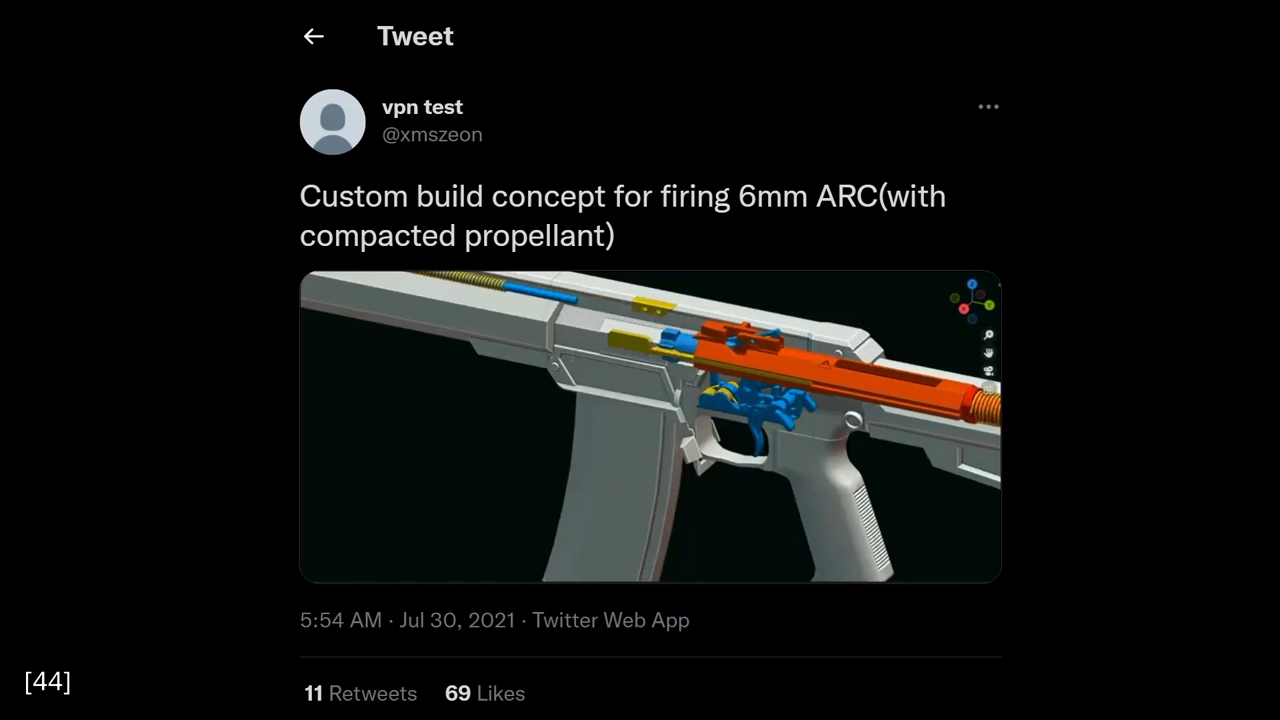 Tweet
vpn test
@xmszeon
Custom build concept for firing 6mm ARC(with
compacted propellant)
5:54 AM · Jul 30, 2021 · Twitter Web App
[44]
11 Retweets 69 Likes